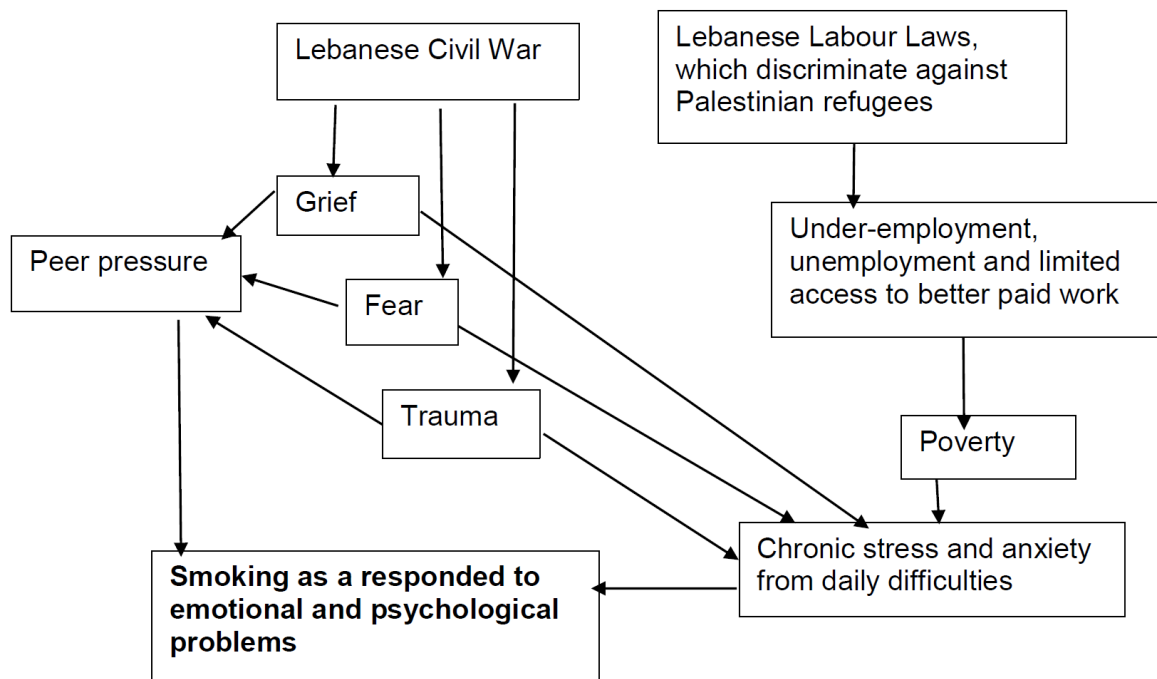 Lebanese Civil War
Lebanese Labour Laws,
which discriminate against
Palestinian refugees
Grief
Peer pressure
Under-employment,
unemployment and limited
access to better paid work
Fear
Trauma
Poverty
Chronic stress and anxiety
from daily difficulties
Smoking as a responded to
emotional and psychological
problems